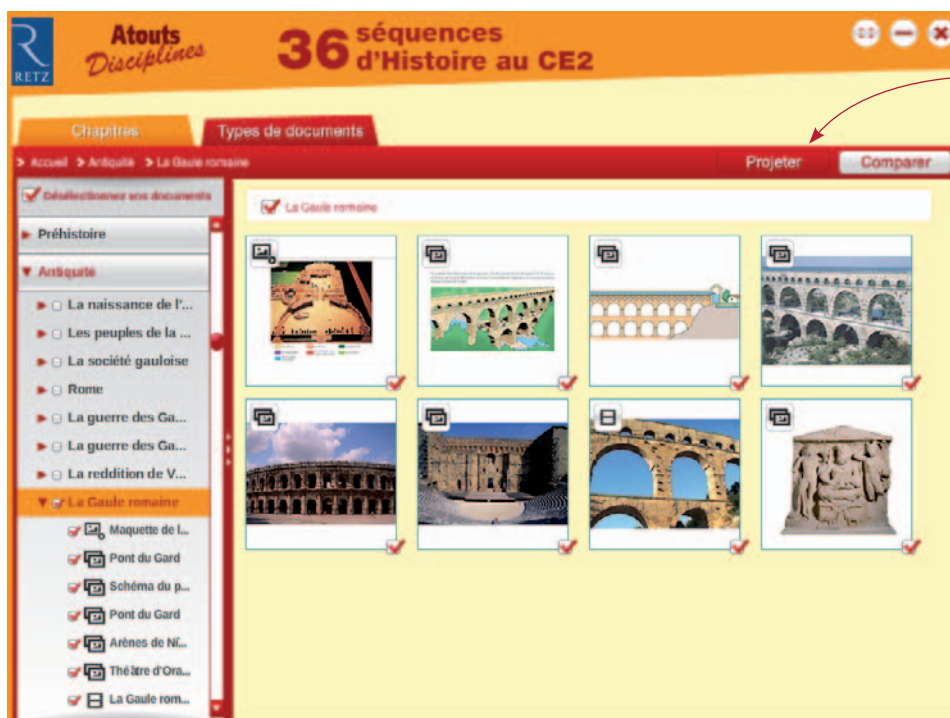 RETZ
Atouts
Disciplines
36 séquences
d'Histoire au CE2
Chapitres
Types de documents
> Accueil > Antiquité > La Gaule romaine
Projeter
Comparer
Désélectionnez vos documents
La Gaule romaine
Préhistoire
Antiquité
La naissance de l'...
Les peuples de la ...
La société gauloise
Rome
La guerre des Ga...
La guerre des Ga...
La reddition de V...
La Gaule romaine
Maquette de l...
Pont du Gard
Schéma du p...
Pont du Gard
Arènes de Ní...
Théâtre d'Ora...
La Gaule rom...